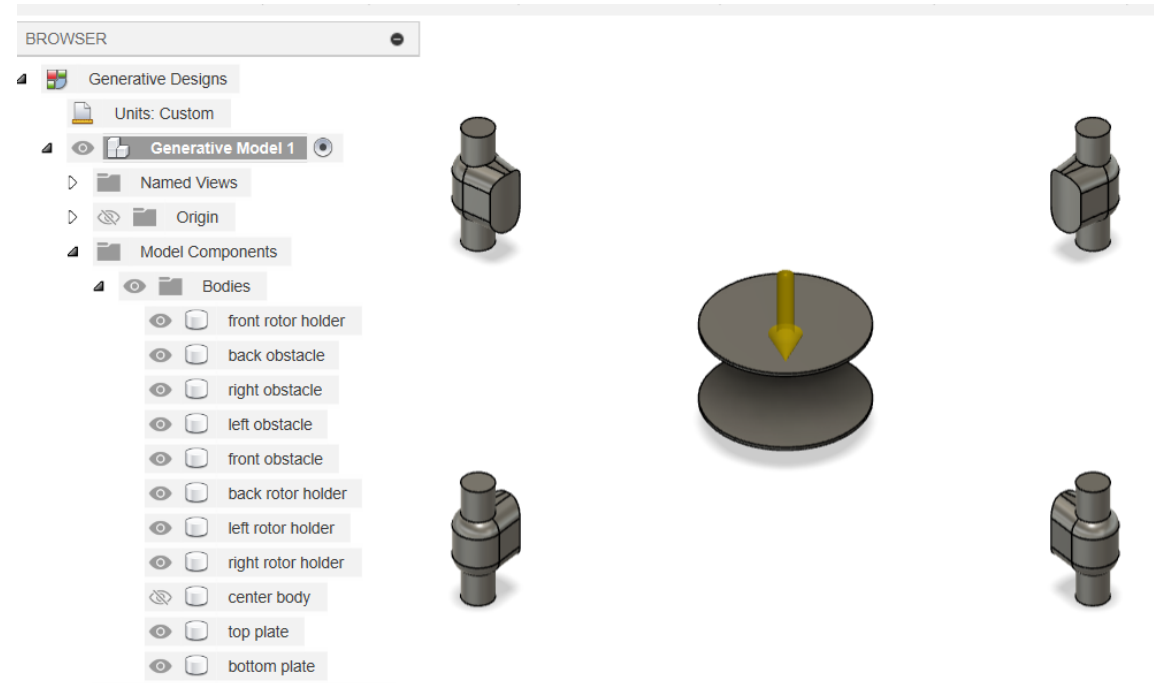 BROWSER
Generative Designs
Units: Custom
Generative Model 1
Named Views
Origin
Model Components
Bodies
front rotor holder
back obstacle
right obstacle
left obstacle
front obstacle
back rotor holder
left rotor holder
right rotor holder
center body
top plate
bottom plate